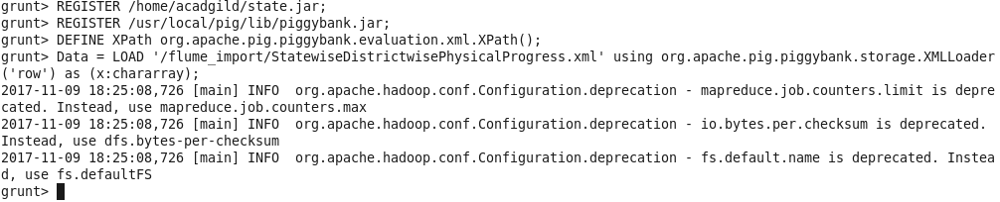 grunt> REGISTER /home/acadgild/state.jar;
grunt> REGISTER /usr/local/pig/lib/piggybank.jar;
grunt> DEFINE XPath org.apache.pig.piggybank.evaluation.xml.XPath();
grunt> Data = LOAD '/flume_import/StatewiseDistrictwisePhysicalProgress.xml' using org.apache.pig.piggybank.storage.XMLLoader
('row') as (x:chararray);
2017-11-09 18:25:08,726 [main] INFO  org.apache.hadoop.conf.Configuration.deprecation - mapreduce.job.counters.limit is depre
cated. Instead, use mapreduce.job.counters.max
2017-11-09 18:25:08,726 [main] INFO  org.apache.hadoop.conf.Configuration.deprecation - io.bytes.per.checksum is deprecated.
Instead, use dfs.bytes-per-checksum
2017-11-09 18:25:08,726 [main] INFO  org.apache.hadoop.conf.Configuration.deprecation - fs.default.name is deprecated. Instea
d, use fs.defaultFS
grunt>